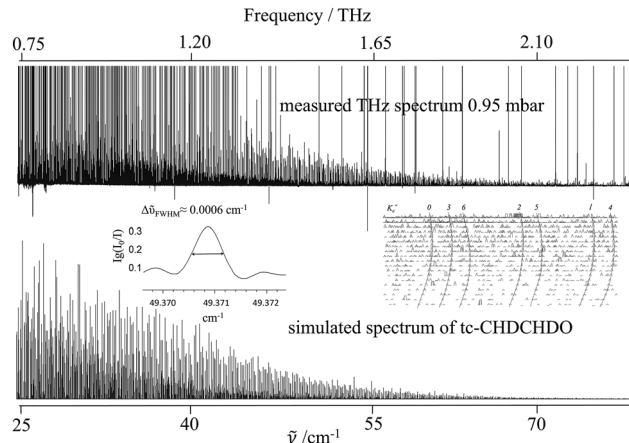 Frequency / THz
0.75 1.20 1.65 2.10
measured THz spectrum 0.95 mbar
Δν̃FWHM≈ 0.0006 cm⁻¹
lg(I₀/I)
0.3
0.2
0.1
49.370 49.371 49.372
cm⁻¹
0 3 6 2 5 1 4
simulated spectrum of tc-CHDCHDO
25 40 55 70
ν̃ /cm⁻¹